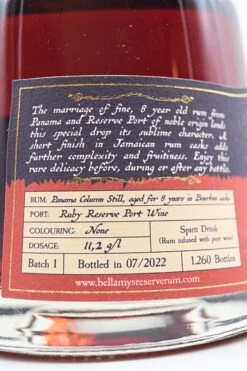 The marriage of fine, 8 year old rum from
Panama and Reserve Port of noble origin lends
this special drop its sublime character. A
short finish in Jamaican rum casks adds
further complexity and fruitiness. Enjoy this
rare delicacy before, during or after any battle.
RUM: Panama Column Still, aged for 8 years in Bourbon casks
PORT: Ruby Reserve Port Wine
COLOURING: None
DOSAGE: 11,2 g/l
Spirit Drink
(Rum infused with port wine)
Batch 1 Bottled in 07/2022 1.260 Bottles
www.bellamysreserverum.com